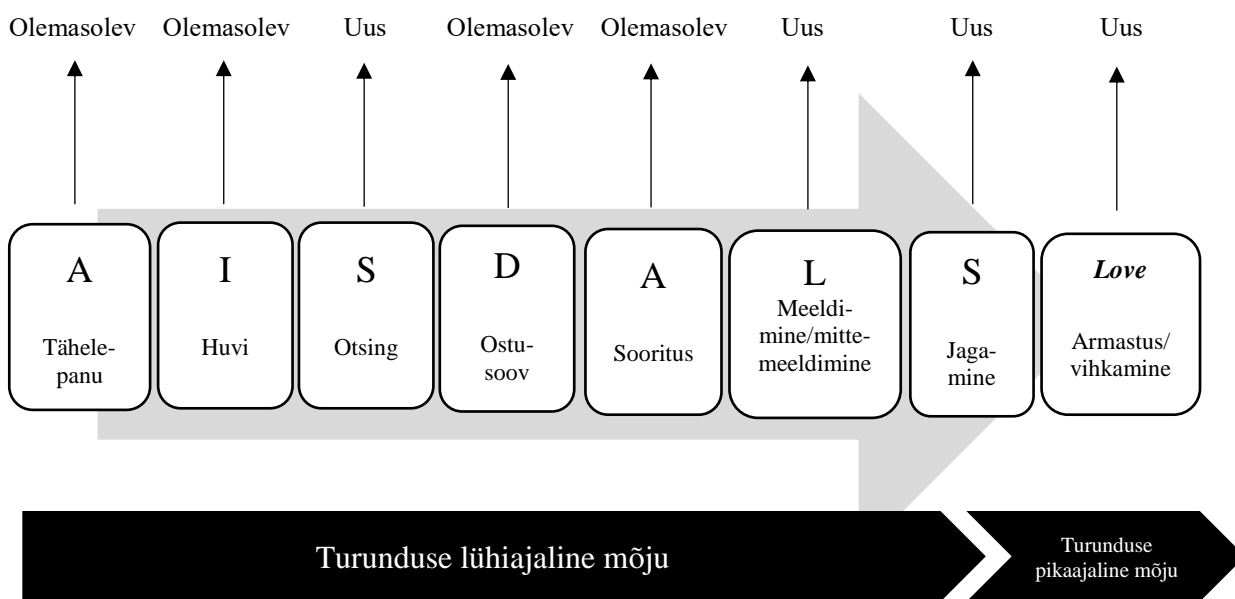 Olemasolev Olemasolev Uus Olemasolev Olemasolev Uus Uus Uus
A
Tähele-
panu
I
Huvi
S
Otsing
D
Ostu-
soov
A
Sooritus
L
Meeldi-
mine/mitte-
meeldimine
S
Jaga-
mine
Love
Armastus/
vihkamine
Turunduse lühiajaline mõju
Turunduse
pikaajaline mõju